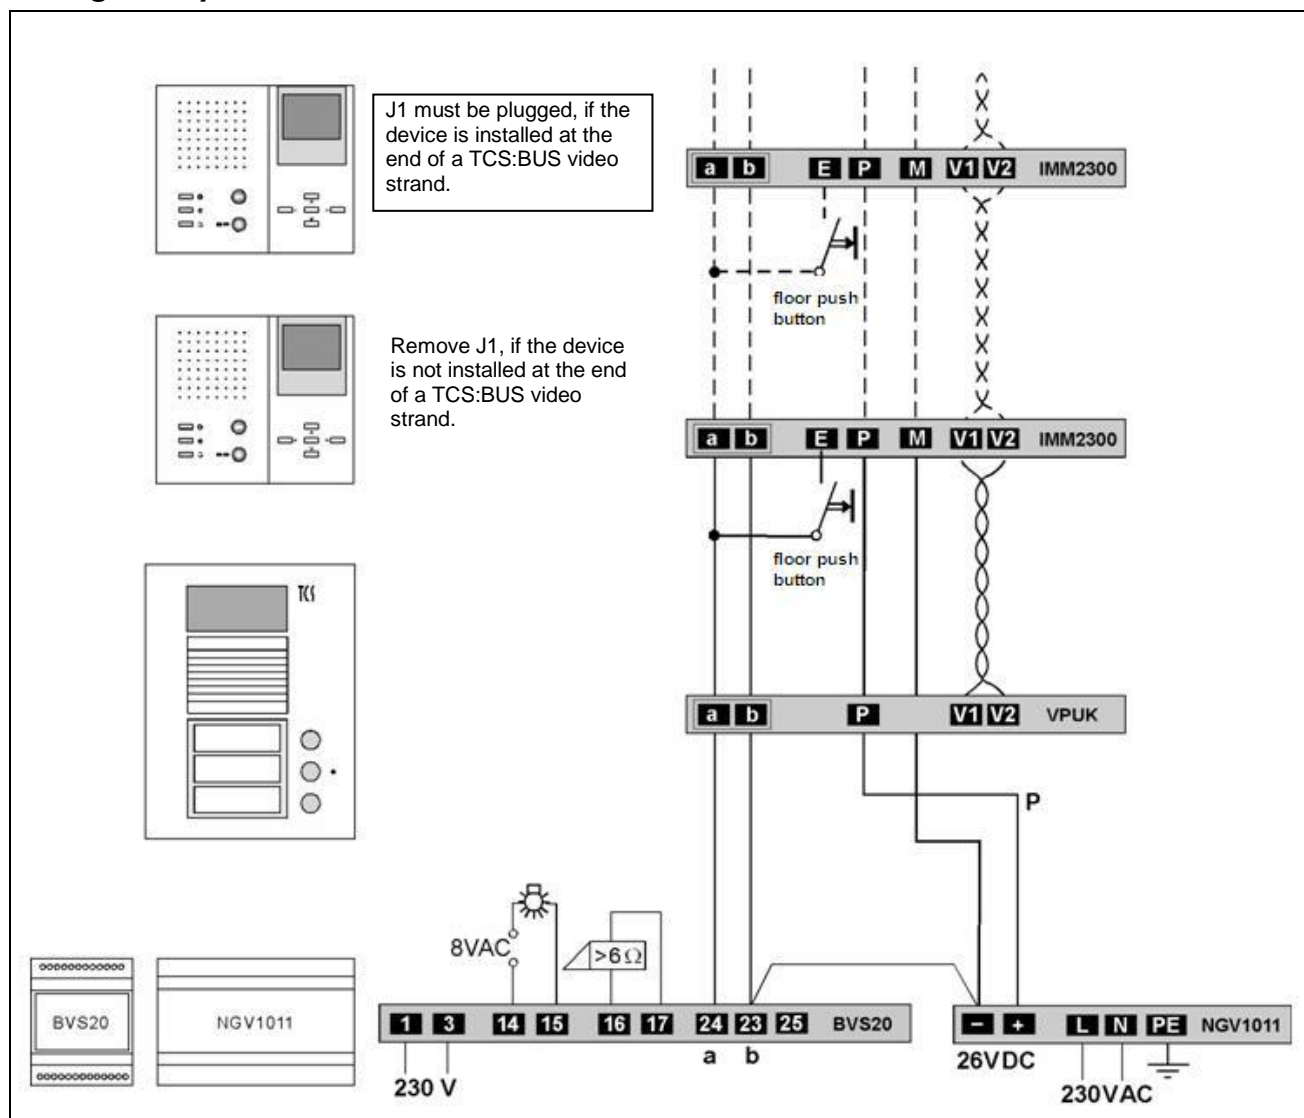 J1 must be plugged, if the
device is installed at the
end of a TCS:BUS video
strand.
a b E P M V1 V2 IMM2300
floor push
button
Remove J1, if the device
is not installed at the end
of a TCS:BUS video
strand.
a b E P M V1 V2 IMM2300
floor push
button
TCS
a b P V1 V2 VPUK
P
8VAC
>6 Ω
BVS20
NGV1011
1 3 14 15 16 17 24 23 25 BVS20
a b
230 V
– + L N PE NGV1011
26VDC
230VAC